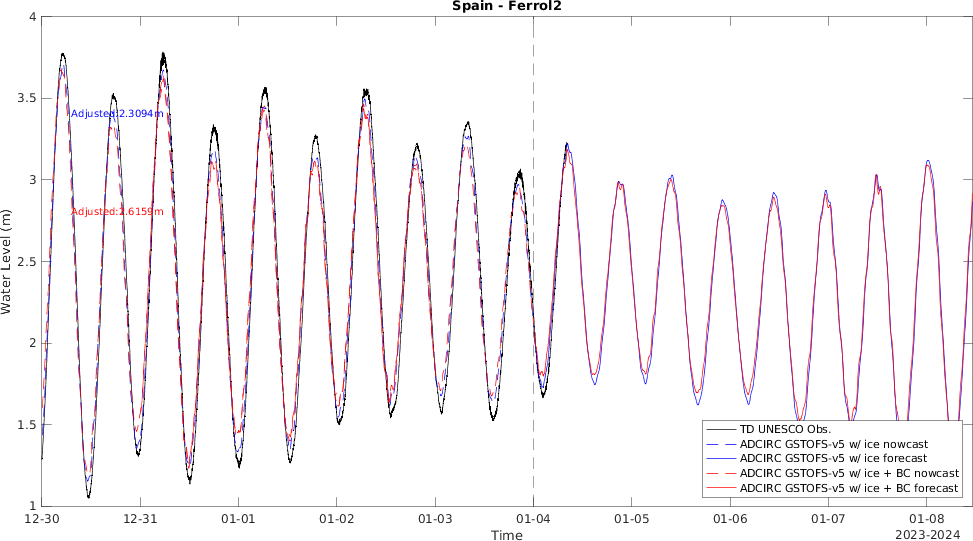 Spain - Ferrol2
4
3.5
3
2.5
2
1.5
1
Water Level (m)
Adjusted:2.3094m
Adjusted:2.6159m
TD UNESCO Obs.
ADCIRC GSTOFS-v5 w/ ice nowcast
ADCIRC GSTOFS-v5 w/ ice forecast
ADCIRC GSTOFS-v5 w/ ice + BC nowcast
ADCIRC GSTOFS-v5 w/ ice + BC forecast
12-30 12-31 01-01 01-02 01-03 01-04 01-05 01-06 01-07 01-08
Time
2023-2024